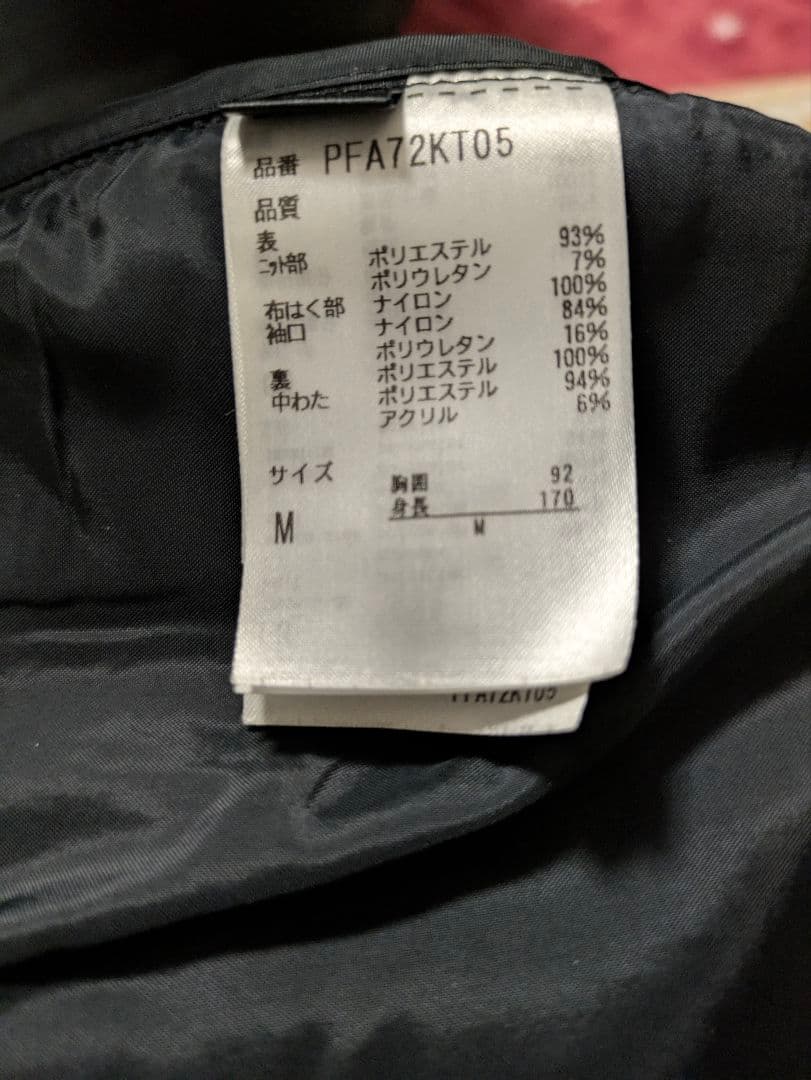 品番 PFA72KT05
品質
表
ニット部 ポリエステル 93%
ポリウレタン 7%
布はく部 ナイロン 100%
袖口 ナイロン 84%
ポリウレタン 16%
裏 ポリエステル 100%
中わた ポリエステル 94%
アクリル 6%
サイズ 胸囲 92
身長 170
M M
PFA72KT05